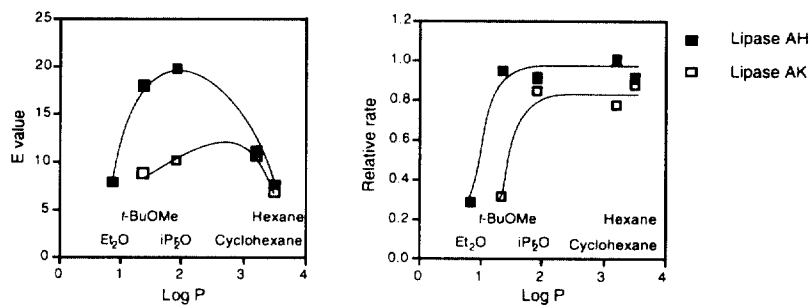 25
20
15
10
5
0
E value
t-BuOMe
Hexane
Et2O
iPr2O
Cyclohexane
0 1 2 3 4
Log P
1.2
1.0
0.8
0.6
0.4
0.2
0.0
Relative rate
t-BuOMe
Hexane
Et2O
iPr2O
Cyclohexane
0 1 2 3 4
Log P
Lipase AH
Lipase AK